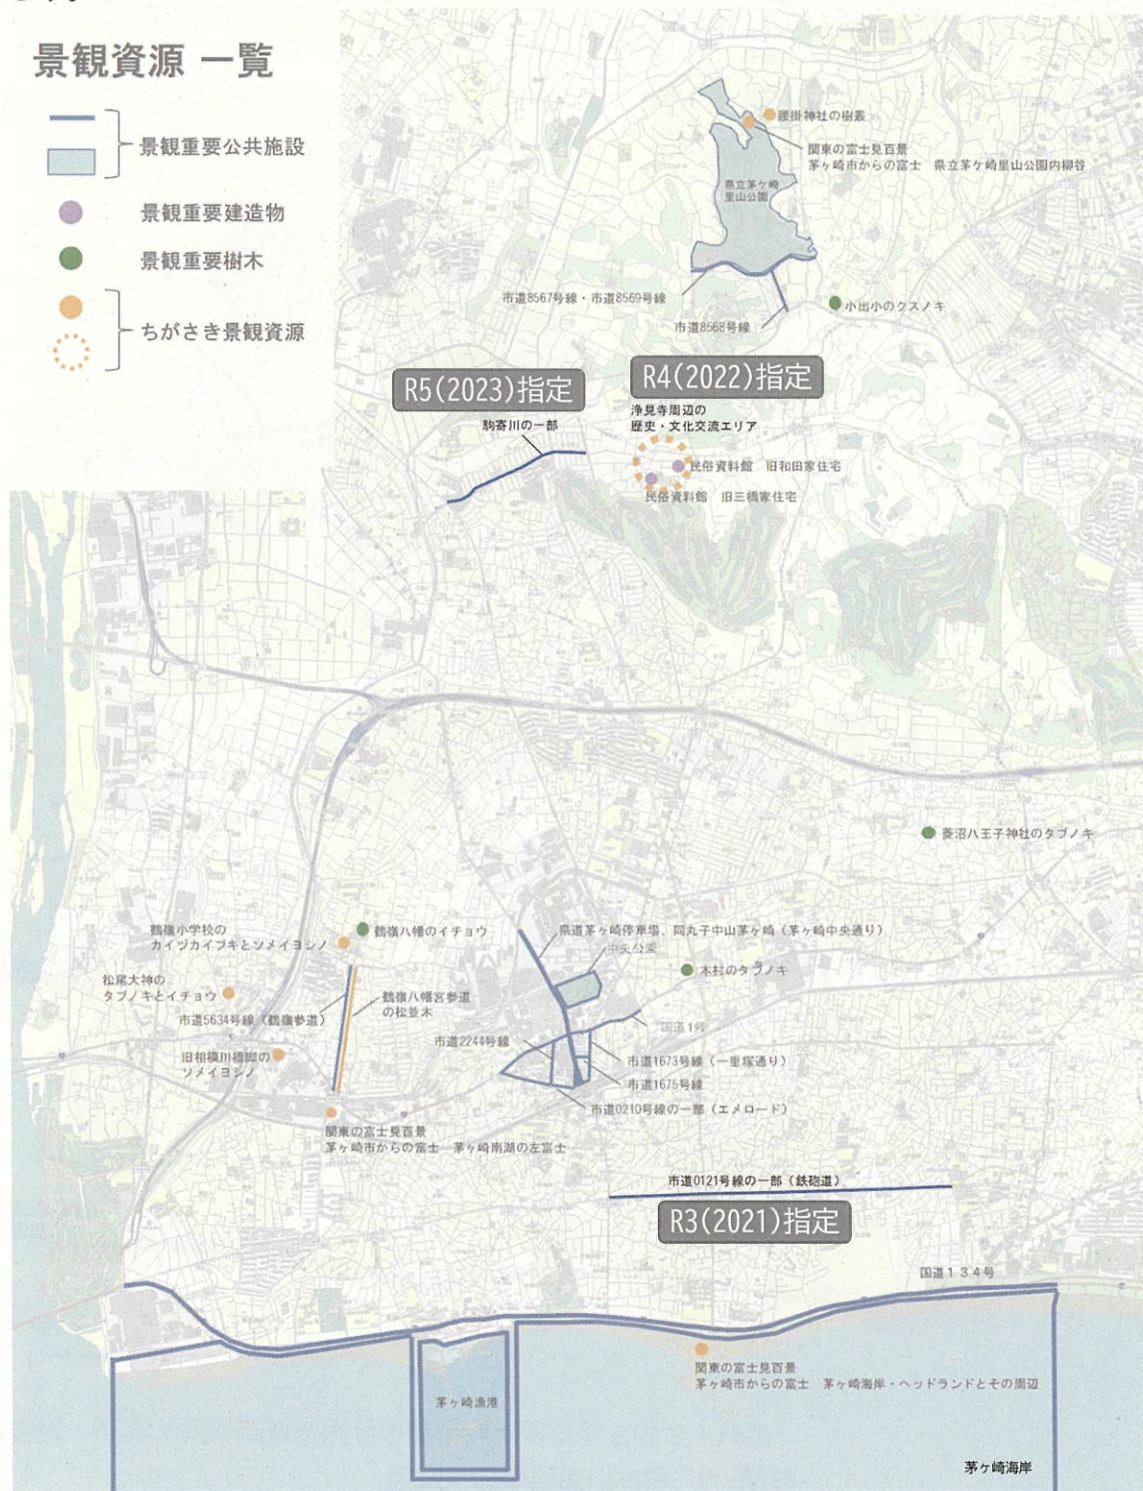 景観資源 一覧
景観重要公共施設
景観重要建造物
景観重要樹木
ちがさき景観資源
腰掛神社の樹叢
関東の富士見百景
茅ヶ崎市からの富士 県立茅ケ崎里山公園内柳谷
県立茅ケ崎
里山公園
市道8567号線・市道8569号線
市道8568号線
小出小のクスノキ
R5(2023)指定
R4(2022)指定
駒寄川の一部
浄見寺周辺の
歴史・文化交流エリア
民俗資料館 旧和田家住宅
民俗資料館 旧三橋家住宅
菱沼八王子神社のタブノキ
鶴嶺小学校の
カイヅカイブキとソメイヨシノ
鶴嶺八幡のイチョウ
県道茅ヶ崎停車場、同丸子中山茅ヶ崎（茅ヶ崎中央通り）
中央公園
本村のタブノキ
松尾大神の
タブノキとイチョウ
鶴嶺八幡宮参道
の松並木
市道5634号線（鶴嶺参道）
国道1号
市道2244号線
旧相模川橋脚の
ソメイヨシノ
市道1673号線（一里塚通り）
市道1675号線
市道0210号線の一部（エメロード）
関東の富士見百景
茅ヶ崎市からの富士 茅ヶ崎南湖の左富士
市道0121号線の一部（鉄砲道）
R3(2021)指定
国道134号
関東の富士見百景
茅ヶ崎市からの富士 茅ヶ崎海岸・ヘッドランドとその周辺
茅ヶ崎漁港
茅ヶ崎海岸